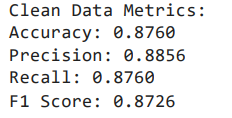 Clean Data Metrics:
Accuracy: 0.8760
Precision: 0.8856
Recall: 0.8760
F1 Score: 0.8726